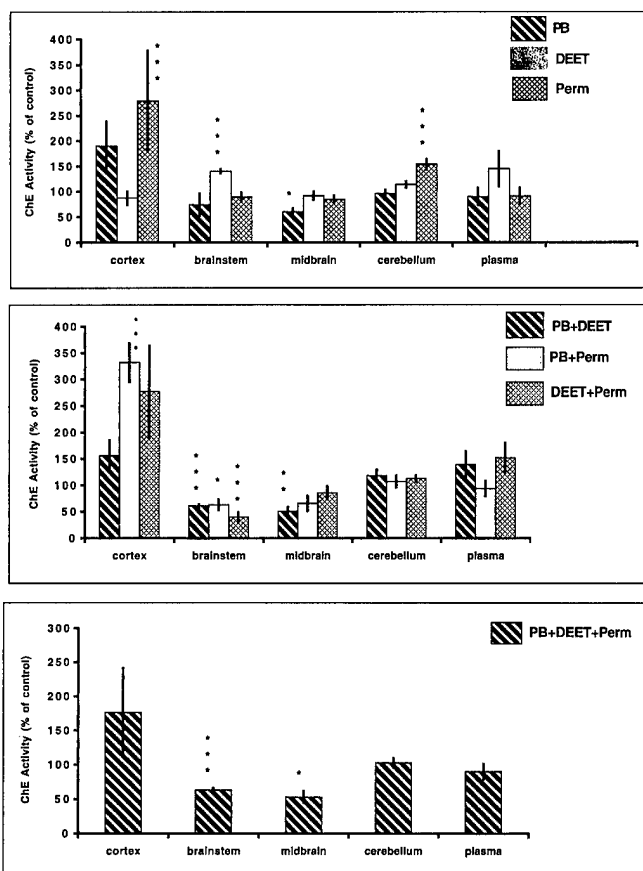 PB
DEET
Perm
ChE Activity (% of control)
400
350
300
250
200
150
100
50
0
* * *
* * *
*
* * *
cortex brainstem midbrain cerebellum plasma
PB+DEET
PB+Perm
DEET+Perm
ChE Activity (% of control)
400
350
300
250
200
150
100
50
0
* * *
* * *
*
* * *
* *
cortex brainstem midbrain cerebellum plasma
PB+DEET+Perm
ChE Activity (% of control)
300
250
200
150
100
50
0
* * *
*
cortex brainstem midbrain cerebellum plasma